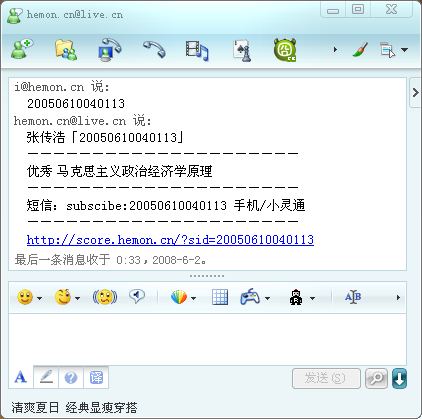 hemon.cn@live.cn
i@hemon.cn 说:
20050610040113
hemon.cn@live.cn 说:
张传浩「20050610040113」
－－－－－－－－－－－－－－－－－－－－－
优秀 马克思主义政治经济学原理
－－－－－－－－－－－－－－－－－－－－－
短信：subscibe:20050610040113 手机/小灵通
－－－－－－－－－－－－－－－－－－－－－
http://score.hemon.cn/?sid=20050610040113
最后一条消息收于 0:33，2008-6-2。
发送(S)
A
译
清爽夏日 经典显瘦穿搭